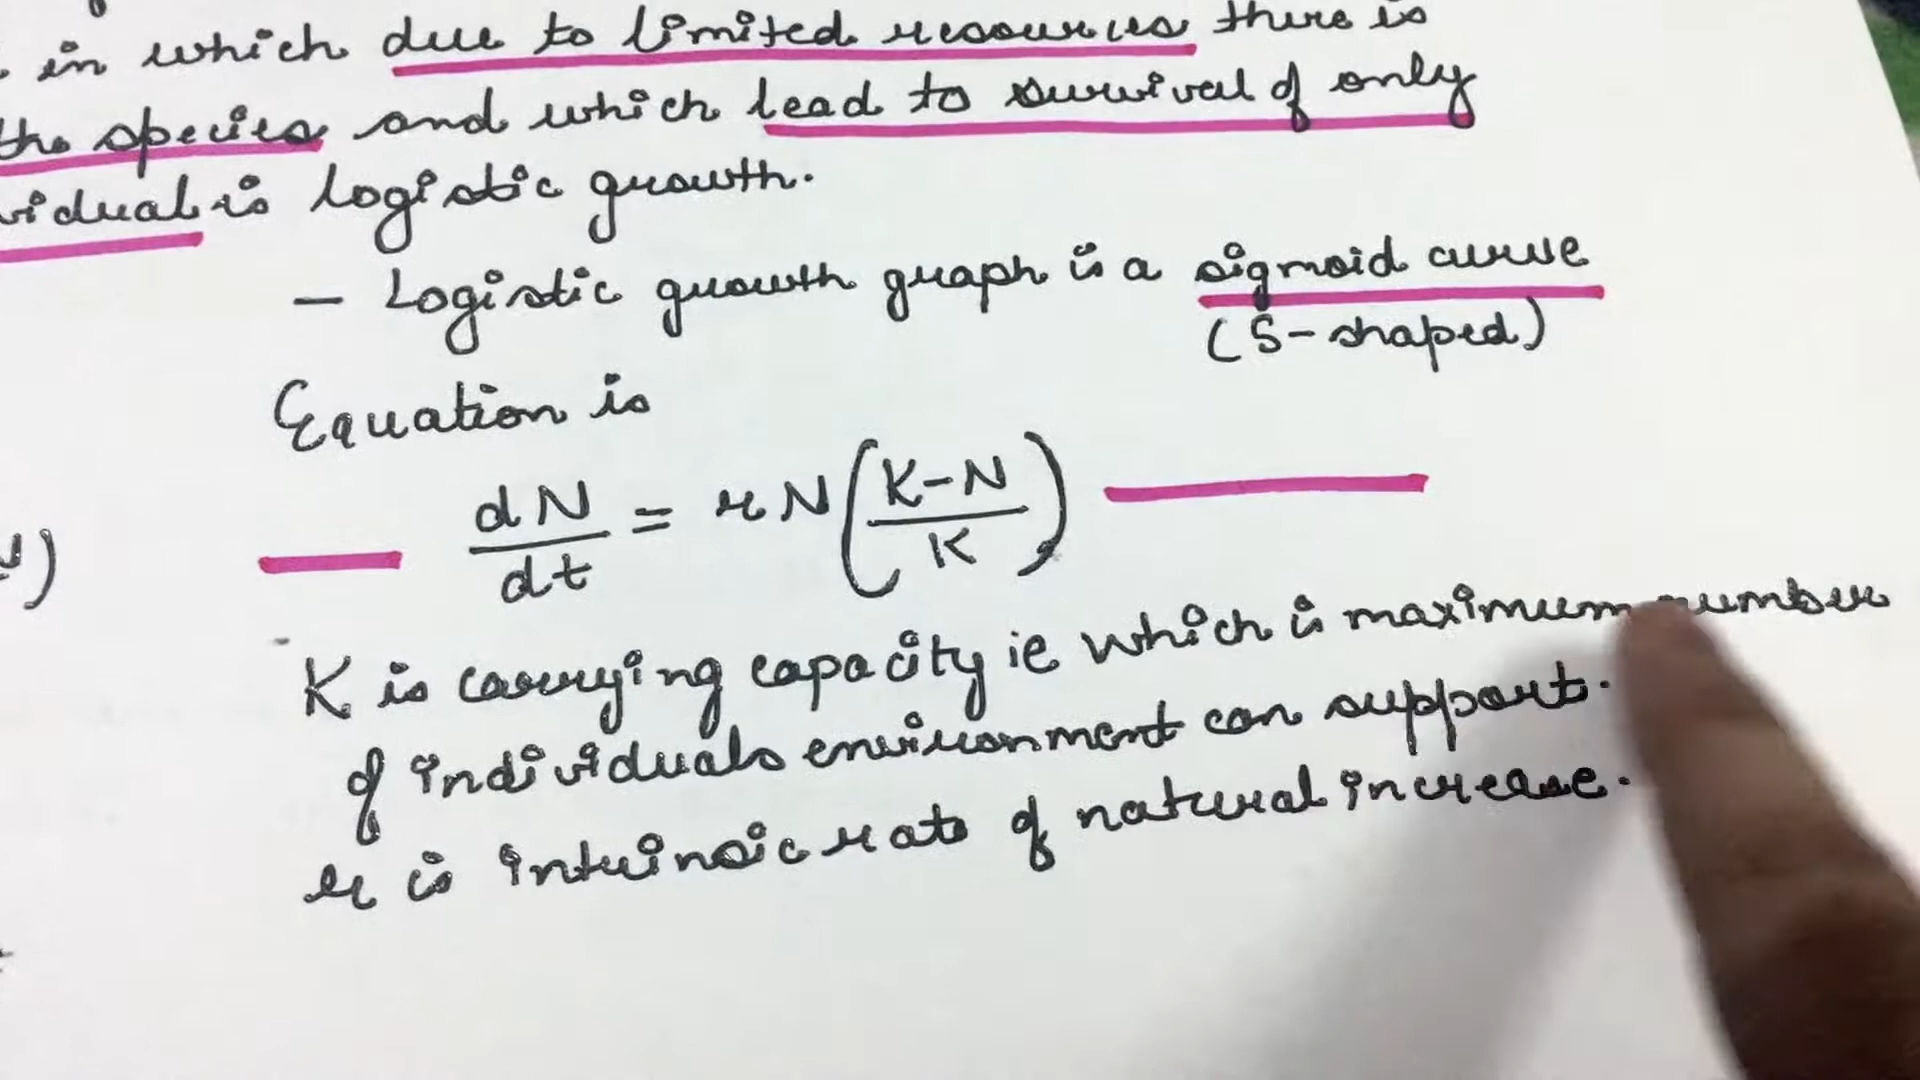 in which due to limited resources there is
the species and which lead to survival of only
vidual is logistic growth.
- Logistic growth graph is a sigmoid curve
(S-shaped)
Equation is
dN/dt = rN((K-N)/K)
K is carrying capacity ie which is maximum number
of individuals environment can support.
r is intrinsic rate of natural increase.